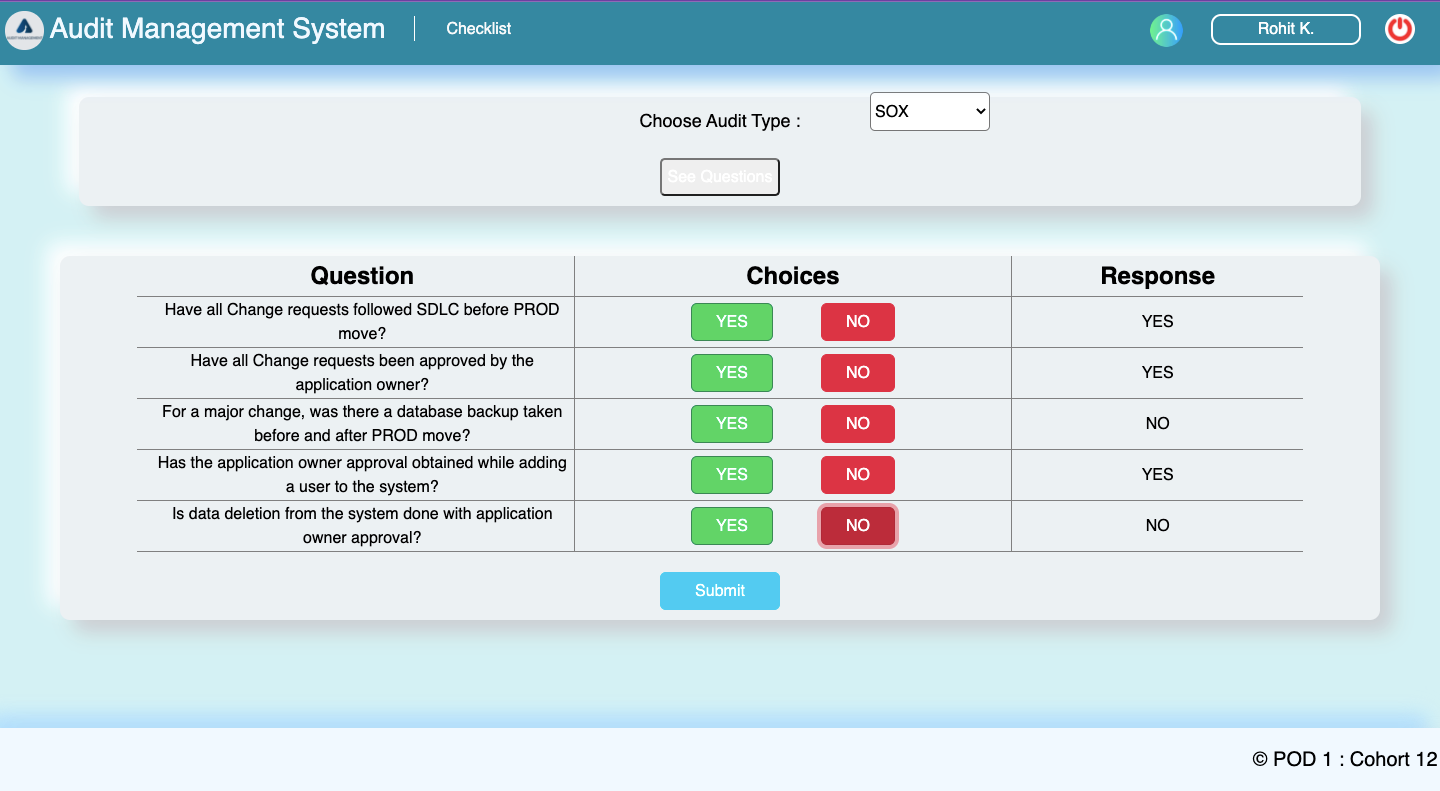 Audit Management System
Checklist
Rohit K.
Choose Audit Type :
SOX
See Questions
Question
Choices
Response
Have all Change requests followed SDLC before PROD
move?
YES
NO
YES
Have all Change requests been approved by the
application owner?
YES
NO
YES
For a major change, was there a database backup taken
before and after PROD move?
YES
NO
NO
Has the application owner approval obtained while adding
a user to the system?
YES
NO
YES
Is data deletion from the system done with application
owner approval?
YES
NO
NO
Submit
© POD 1 : Cohort 12